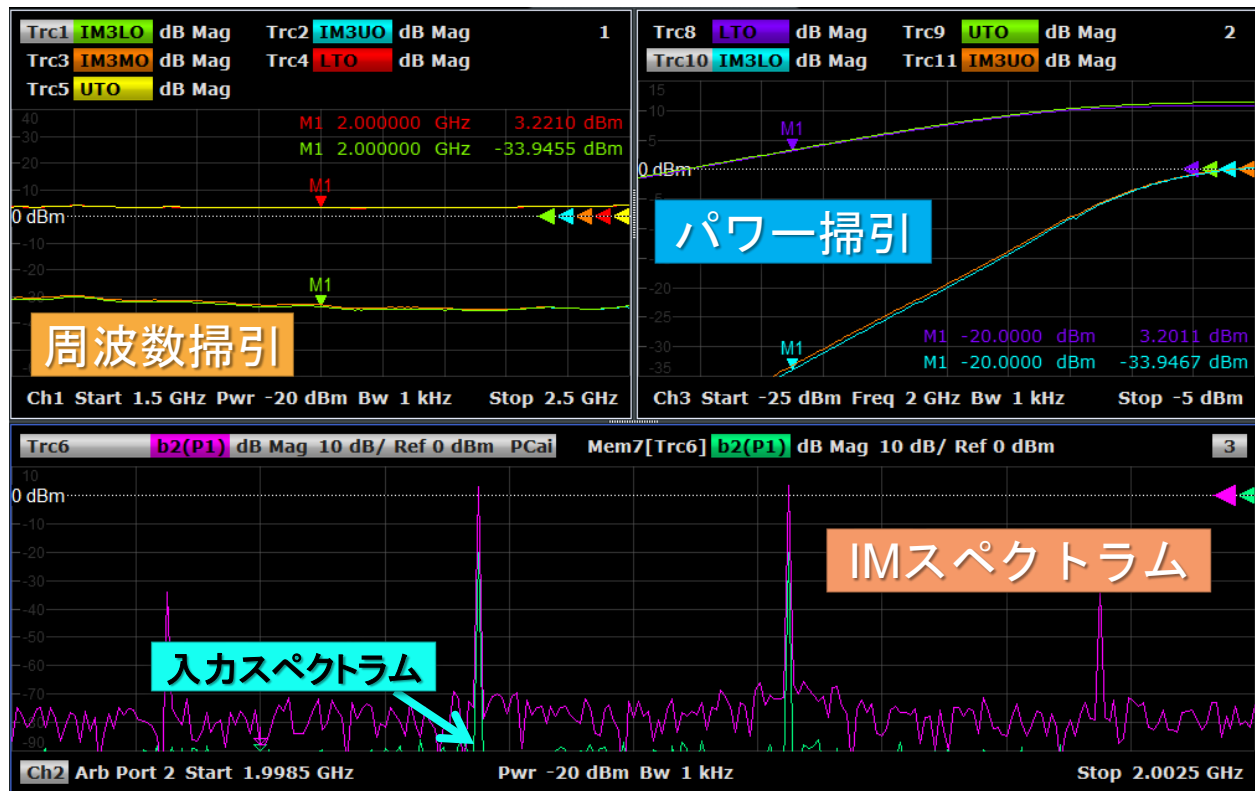 Trc1 IM3LO dB Mag Trc2 IM3UO dB Mag 1
Trc3 IM3MO dB Mag Trc4 LTO dB Mag
Trc5 UTO dB Mag
40
30
20
10
0 dBm
-10
-20
M1 2.000000 GHz 3.2210 dBm
M1 2.000000 GHz -33.9455 dBm
M1
M1
周波数掃引
Ch1 Start 1.5 GHz Pwr -20 dBm Bw 1 kHz Stop 2.5 GHz
Trc8 LTO dB Mag Trc9 UTO dB Mag 2
Trc10 IM3LO dB Mag Trc11 IM3UO dB Mag
15
10
5
0 dBm
-5
M1
パワー掃引
-20
-25
-30
-35
M1
M1 -20.0000 dBm 3.2011 dBm
M1 -20.0000 dBm -33.9467 dBm
Ch3 Start -25 dBm Freq 2 GHz Bw 1 kHz Stop -5 dBm
Trc6 b2(P1) dB Mag 10 dB/ Ref 0 dBm PCai Mem7[Trc6] b2(P1) dB Mag 10 dB/ Ref 0 dBm 3
10
0 dBm
-10
-20
-30
-40
-50
-60
-70
-80
-90
IMスペクトラム
入力スペクトラム
Ch2 Arb Port 2 Start 1.9985 GHz Pwr -20 dBm Bw 1 kHz Stop 2.0025 GHz